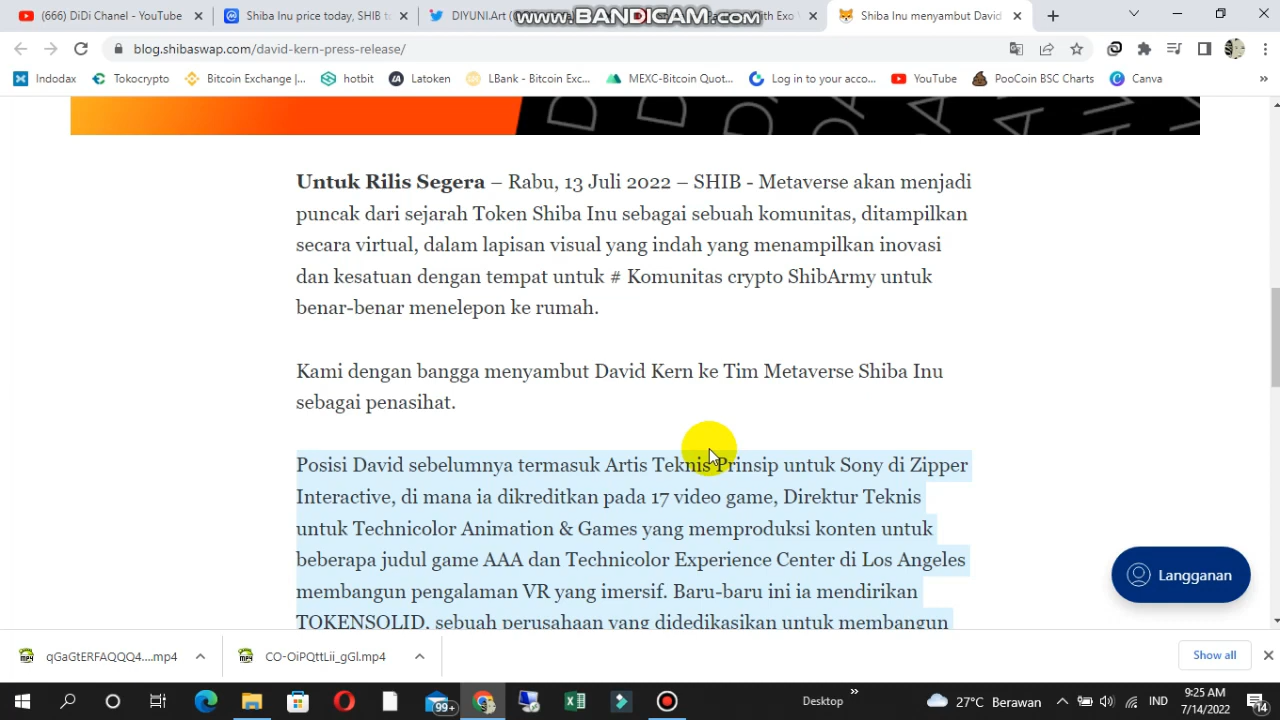 (666) DiDi Chanel - YouTube
Shiba Inu price today, SHIB t
DIYUNI.Art (
www.BANDICAM.com
th Exo
Shiba Inu menyambut David
blog.shibaswap.com/david-kern-press-release/
Indodax
Tokocrypto
Bitcoin Exchange |...
hotbit
Latoken
LBank - Bitcoin Exc...
MEXC-Bitcoin Quot...
Log in to your acco...
YouTube
PooCoin BSC Charts
Canva
»
Untuk Rilis Segera – Rabu, 13 Juli 2022 – SHIB - Metaverse akan menjadi
puncak dari sejarah Token Shiba Inu sebagai sebuah komunitas, ditampilkan
secara virtual, dalam lapisan visual yang indah yang menampilkan inovasi
dan kesatuan dengan tempat untuk # Komunitas crypto ShibArmy untuk
benar-benar menelepon ke rumah.
Kami dengan bangga menyambut David Kern ke Tim Metaverse Shiba Inu
sebagai penasihat.
Posisi David sebelumnya termasuk Artis Teknis Prinsip untuk Sony di Zipper
Interactive, di mana ia dikreditkan pada 17 video game, Direktur Teknis
untuk Technicolor Animation & Games yang memproduksi konten untuk
beberapa judul game AAA dan Technicolor Experience Center di Los Angeles
membangun pengalaman VR yang imersif. Baru-baru ini ia mendirikan
TOKENSOLID, sebuah perusahaan yang didedikasikan untuk membangun
Langganan
qGaGtERFAQQQ4....mp4
CO-OiPQttLii_gGl.mp4
Show all
99+
Desktop
»
27°C Berawan
IND
9:25 AM
7/14/2022
14